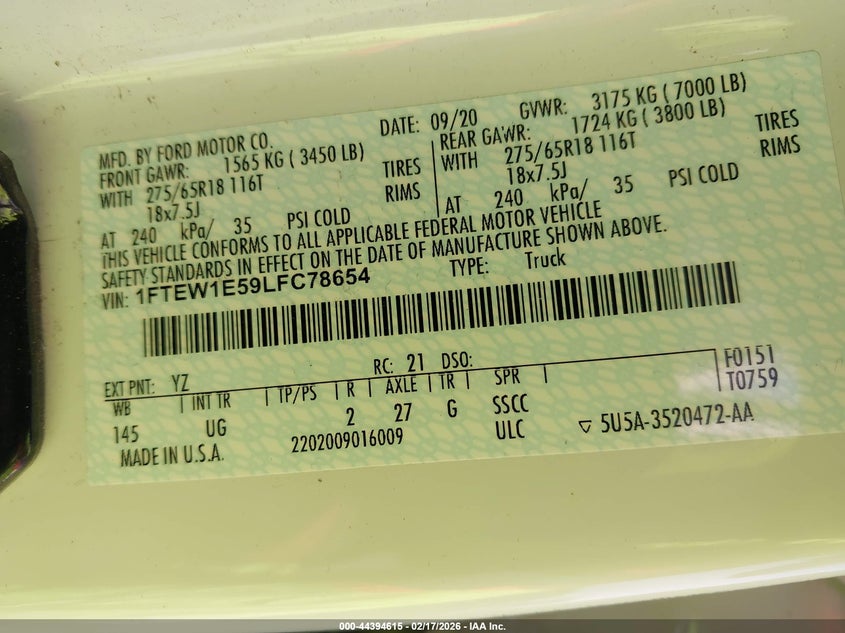 MFD. BY FORD MOTOR CO. DATE: 09/20 GVWR: 3175 KG ( 7000 LB)
FRONT GAWR: 1565 KG ( 3450 LB) REAR GAWR: 1724 KG ( 3800 LB)
WITH 275/65R18 116T TIRES WITH 275/65R18 116T TIRES
18x7.5J RIMS 18x7.5J RIMS
AT 240 kPa/ 35 PSI COLD AT 240 kPa/ 35 PSI COLD
THIS VEHICLE CONFORMS TO ALL APPLICABLE FEDERAL MOTOR VEHICLE
SAFETY STANDARDS IN EFFECT ON THE DATE OF MANUFACTURE SHOWN ABOVE.
VIN: 1FTEW1E59LFC78654 TYPE: Truck
EXT PNT: YZ RC: 21 DSO: F0151
WB INT TR TP/PS R AXLE TR SPR T0759
145 UG 2 27 G SSCC
MADE IN U.S.A. 2202009016009 ULC ▽ 5U5A-3520472-AA
000-44394615 - 02/17/2026 - IAA Inc.